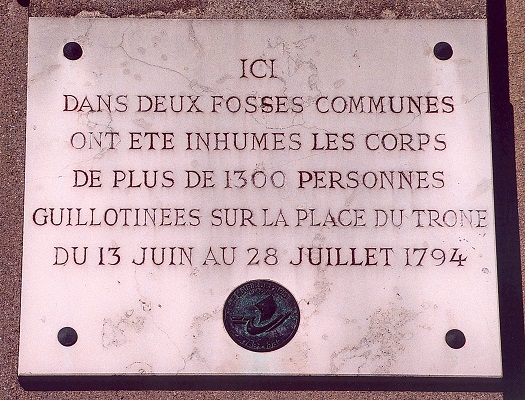 ICI
DANS DEUX FOSSES COMMUNES
ONT ETE INHUMES LES CORPS
DE PLUS DE 1300 PERSONNES
GUILLOTINEES SUR LA PLACE DU TRONE
DU 13 JUIN AU 28 JUILLET 1794